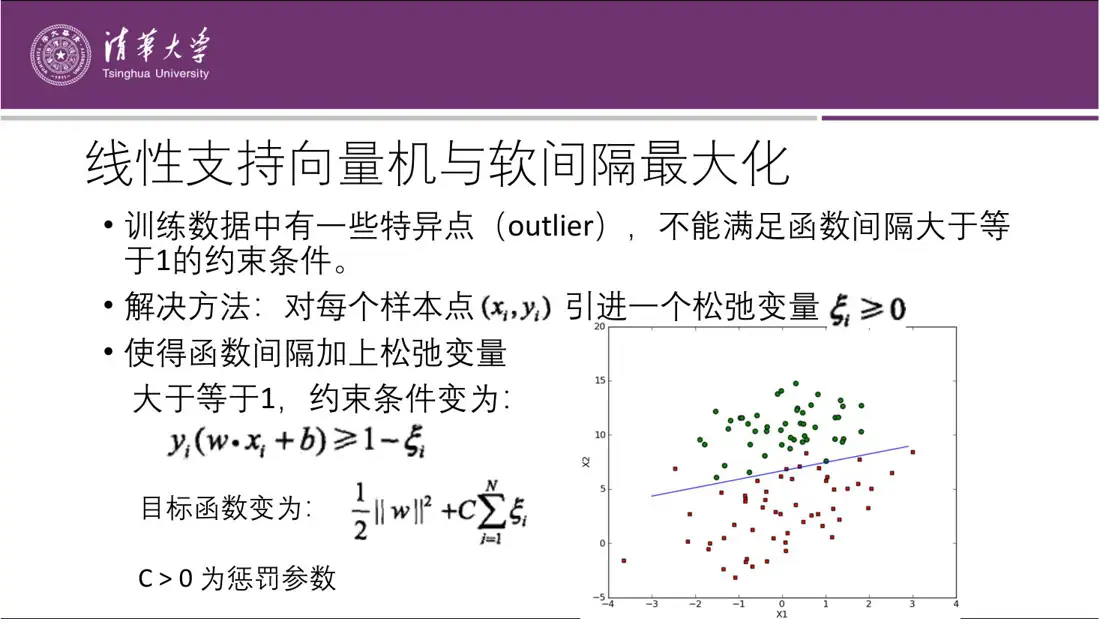 清华大学
Tsinghua University
线性支持向量机与软间隔最大化
• 训练数据中有一些特异点（outlier），不能满足函数间隔大于等
于1的约束条件。
• 解决方法：对每个样本点 (xᵢ,yᵢ) 引进一个松弛变量 ξᵢ ≥ 0
• 使得函数间隔加上松弛变量
大于等于1，约束条件变为：
yᵢ(w•xᵢ+b)≥1−ξᵢ
目标函数变为： 1/2||w||²+C∑ᵢ₌₁ᴺξᵢ
C > 0 为惩罚参数
20
15
10
5
0
−5
X2
−4 −3 −2 −1 0 1 2 3 4
X1